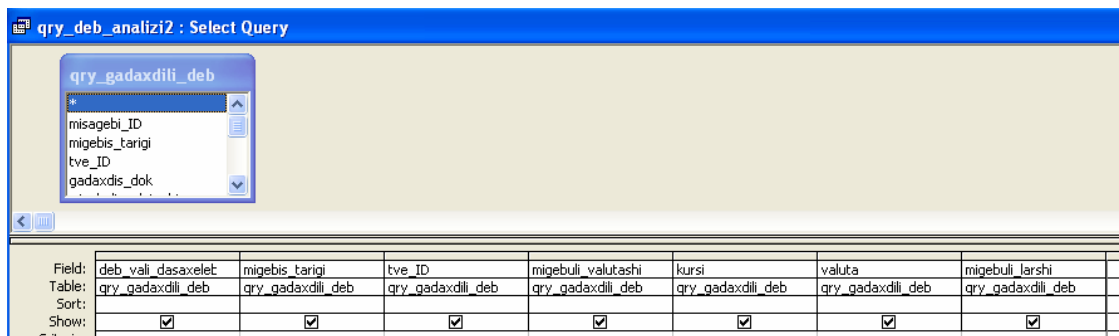 qry_deb_analizi2 : Select Query
qry_gadaxdili_deb
*
misagebi_ID
migebis_tarigi
tve_ID
gadaxdis_dok
Field: deb_vali_dasaxeleb migebis_tarigi tve_ID migebuli_valutashi kursi valuta migebuli_larshi
Table: qry_gadaxdili_deb qry_gadaxdili_deb qry_gadaxdili_deb qry_gadaxdili_deb qry_gadaxdili_deb qry_gadaxdili_deb qry_gadaxdili_deb
Sort:
Show: